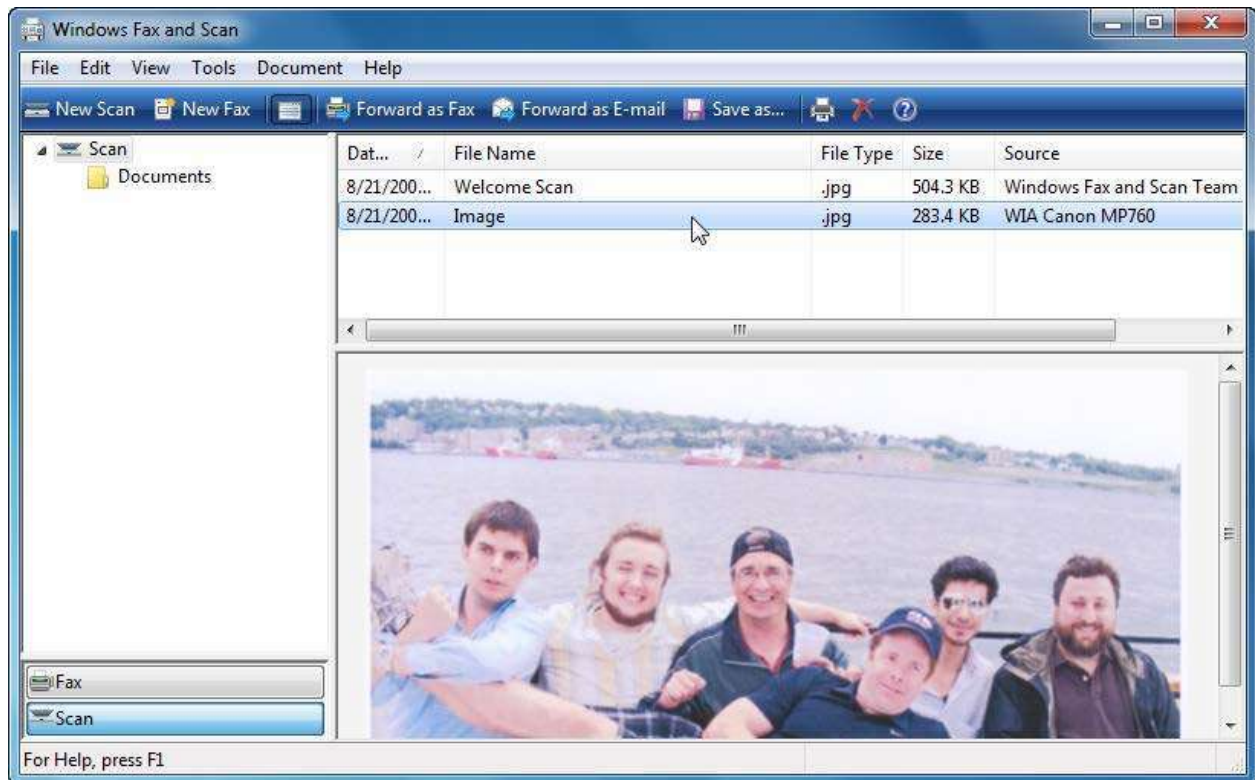 Windows Fax and Scan
File Edit View Tools Document Help
New Scan New Fax Forward as Fax Forward as E-mail Save as...
Scan
Documents
Dat... File Name File Type Size Source
8/21/200... Welcome Scan .jpg 504.3 KB Windows Fax and Scan Team
8/21/200... Image .jpg 283.4 KB WIA Canon MP760
Fax
Scan
For Help, press F1